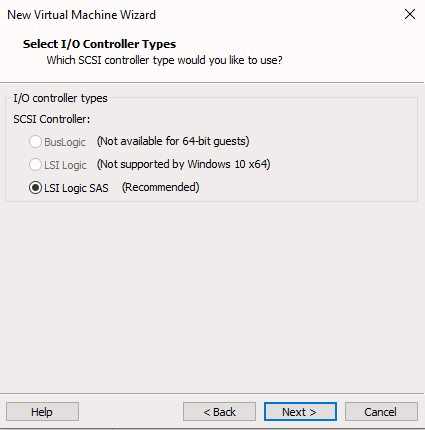 New Virtual Machine Wizard
Select I/O Controller Types
Which SCSI controller type would you like to use?
I/O controller types
SCSI Controller:
BusLogic (Not available for 64-bit guests)
LSI Logic (Not supported by Windows 10 x64)
LSI Logic SAS (Recommended)
Help < Back Next > Cancel